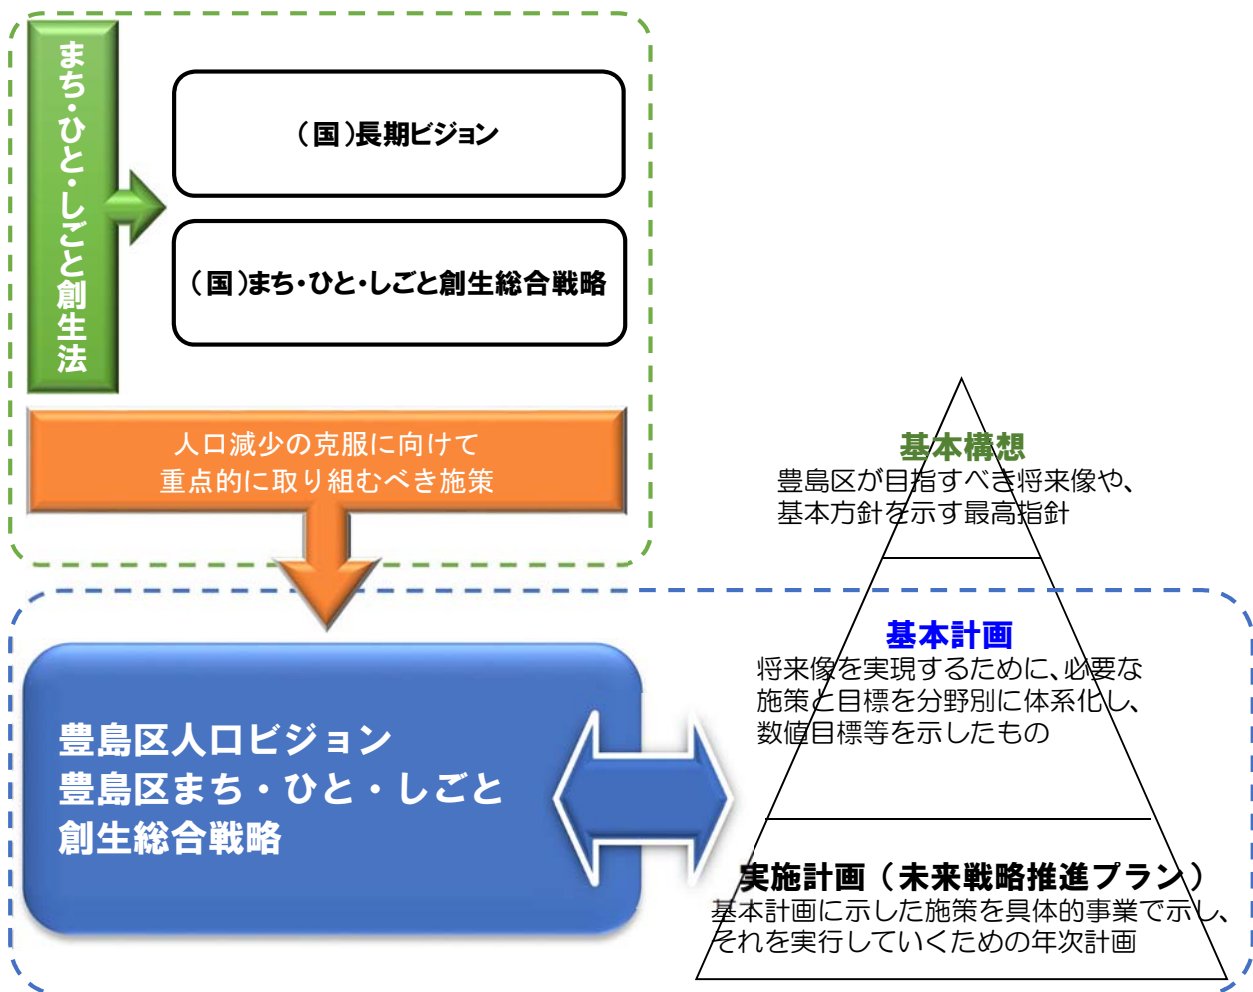 まち・ひと・しごと創生法
（国）長期ビジョン
（国）まち・ひと・しごと創生総合戦略
人口減少の克服に向けて
重点的に取り組むべき施策
基本構想
豊島区が目指すべき将来像や、
基本方針を示す最高指針
基本計画
将来像を実現するために、必要な
施策と目標を分野別に体系化し、
数値目標等を示したもの
豊島区人口ビジョン
豊島区まち・ひと・しごと
創生総合戦略
実施計画（未来戦略推進プラン）
基本計画に示した施策を具体的事業で示し、
それを実行していくための年次計画